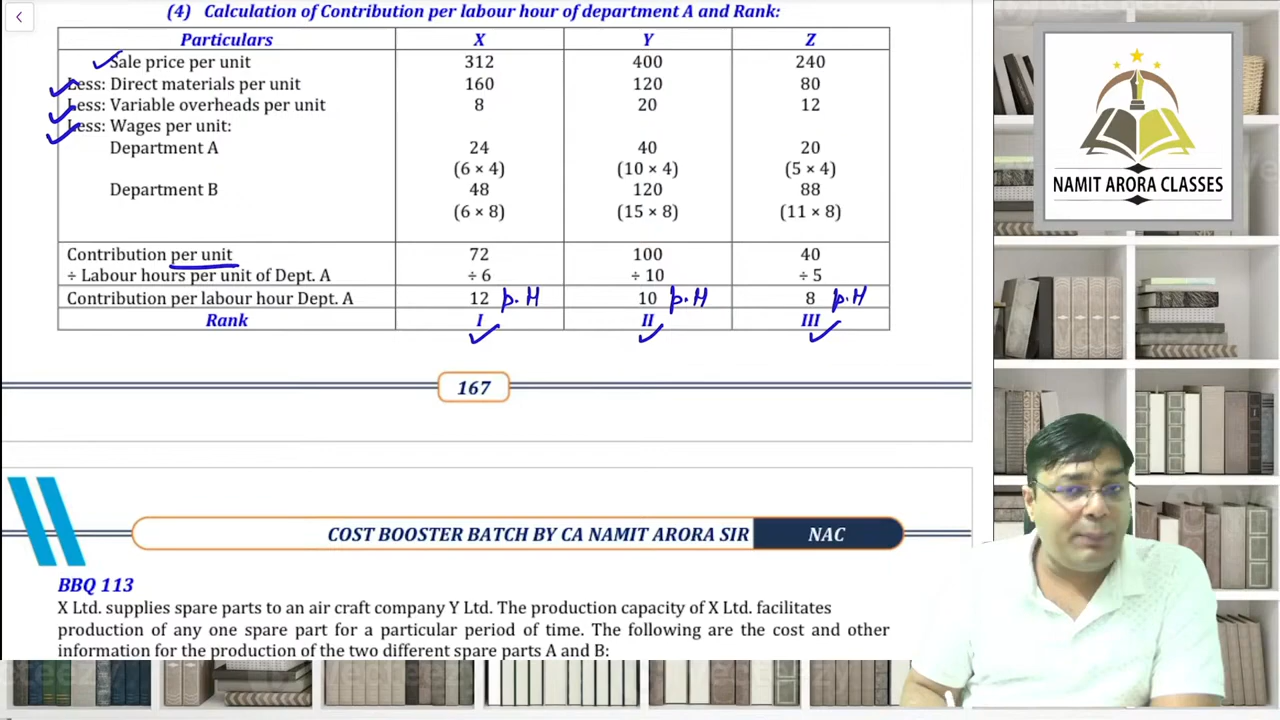 (4) Calculation of Contribution per labour hour of department A and Rank:
Particulars X Y Z
Sale price per unit 312 400 240
Less: Direct materials per unit 160 120 80
Less: Variable overheads per unit 8 20 12
Less: Wages per unit:
Department A 24 40 20
(6 × 4) (10 × 4) (5 × 4)
Department B 48 120 88
(6 × 8) (15 × 8) (11 × 8)
Contribution per unit 72 100 40
÷ Labour hours per unit of Dept. A ÷ 6 ÷ 10 ÷ 5
Contribution per labour hour Dept. A 12 p.H 10 p.H 8 p.H
Rank I II III
167
COST BOOSTER BATCH BY CA NAMIT ARORA SIR NAC
BBQ 113
X Ltd. supplies spare parts to an air craft company Y Ltd. The production capacity of X Ltd. facilitates
production of any one spare part for a particular period of time. The following are the cost and other
information for the production of the two different spare parts A and B:
NAMIT ARORA CLASSES